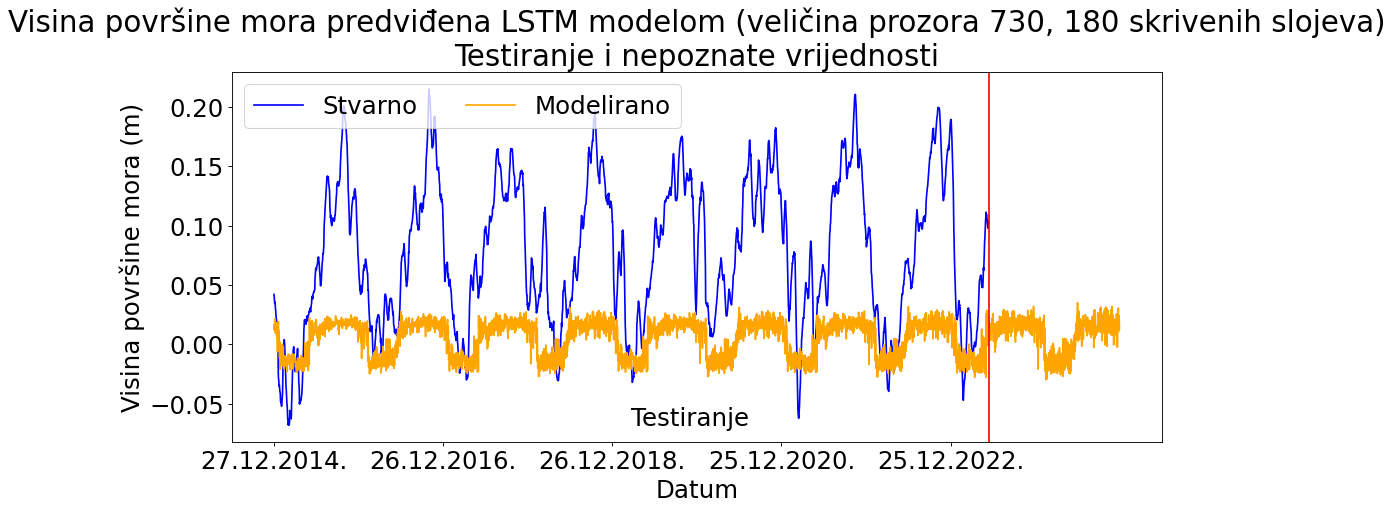 Visina površine mora predviđena LSTM modelom (veličina prozora 730, 180 skrivenih slojeva)
Testiranje i nepoznate vrijednosti
Stvarno
Modelirano
Visina površine mora (m)
0.20
0.15
0.10
0.05
0.00
−0.05
Testiranje
27.12.2014.
26.12.2016.
26.12.2018.
25.12.2020.
25.12.2022.
Datum